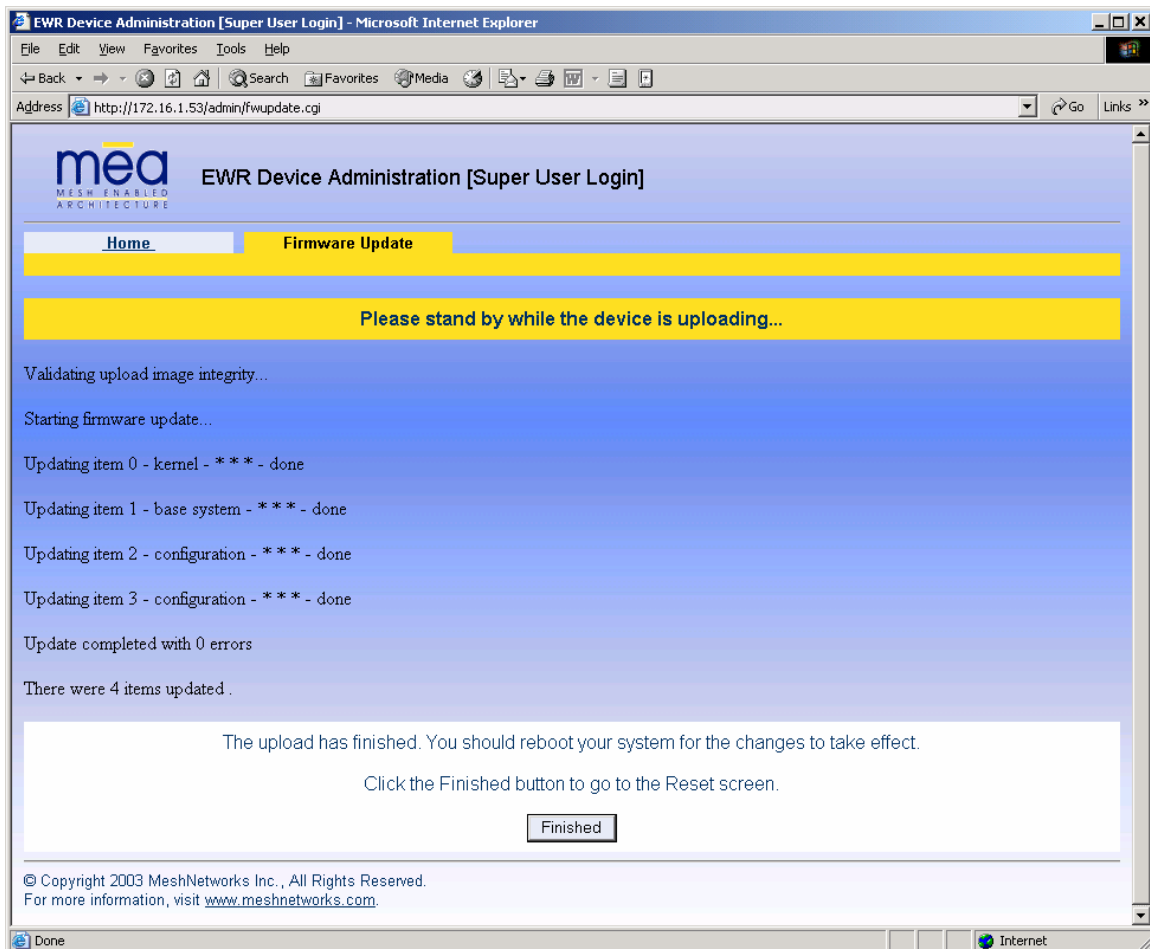 EWR Device Administration [Super User Login] - Microsoft Internet Explorer
File Edit View Favorites Tools Help
Back Search Favorites Media
Address http://172.16.1.53/admin/fwupdate.cgi Go Links »
mea
MESH ENABLED
ARCHITECTURE
EWR Device Administration [Super User Login]
Home Firmware Update
Please stand by while the device is uploading...
Validating upload image integrity...
Starting firmware update...
Updating item 0 - kernel - * * * - done
Updating item 1 - base system - * * * - done
Updating item 2 - configuration - * * * - done
Updating item 3 - configuration - * * * - done
Update completed with 0 errors
There were 4 items updated .
The upload has finished. You should reboot your system for the changes to take effect.
Click the Finished button to go to the Reset screen.
Finished
© Copyright 2003 MeshNetworks Inc., All Rights Reserved.
For more information, visit www.meshnetworks.com.
Done Internet